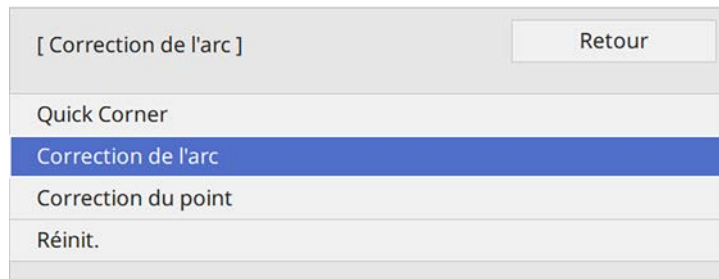 [ Correction de l'arc ]
Retour
Quick Corner
Correction de l'arc
Correction du point
Réinit.